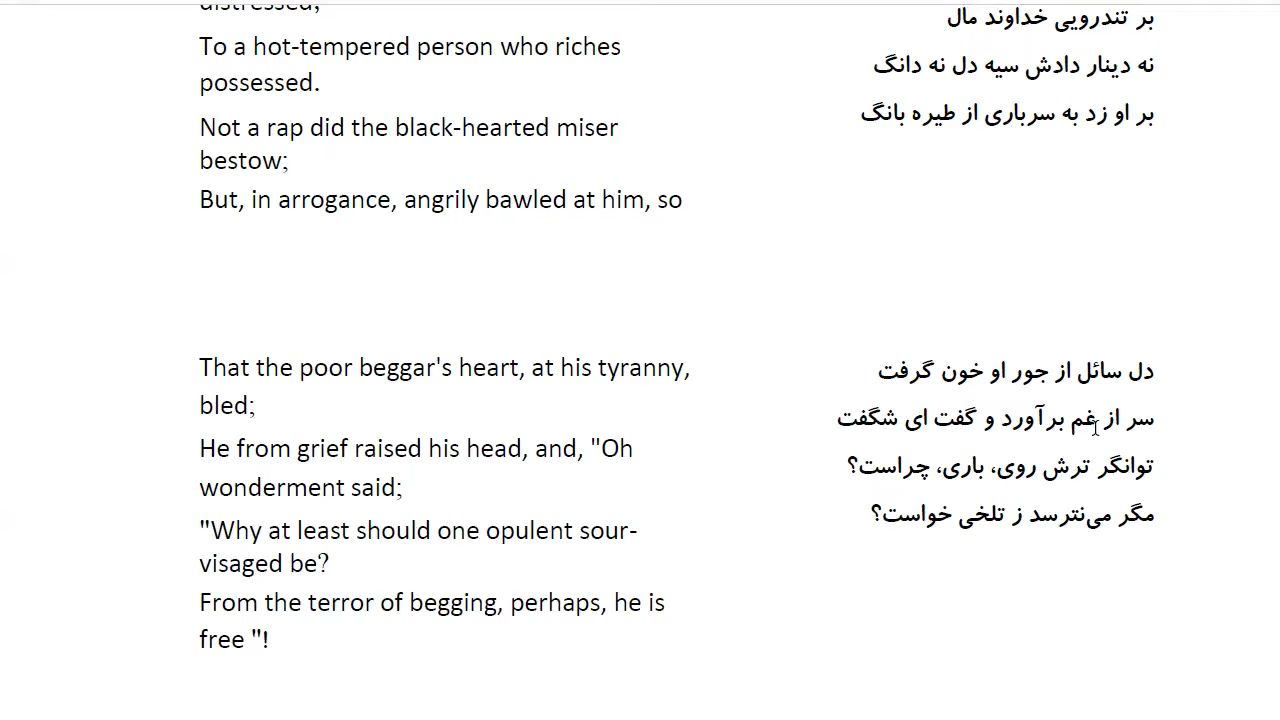 distressed;
To a hot-tempered person who riches
possessed.
Not a rap did the black-hearted miser
bestow;
But, in arrogance, angrily bawled at him, so
That the poor beggar's heart, at his tyranny,
bled;
He from grief raised his head, and, "Oh
wonderment said;
"Why at least should one opulent sour-
visaged be?
From the terror of begging, perhaps, he is
free "!
بر تندرویی خداوند مال
نه دینار دادش سیه دل نه دانگ
بر او زد به سرباری از طیره بانگ
دل سائل از جور او خون گرفت
سر از غم برآورد و گفت ای شگفت
توانگر ترش روی، باری، چراست؟
مگر می‌نترسد ز تلخی خواست؟